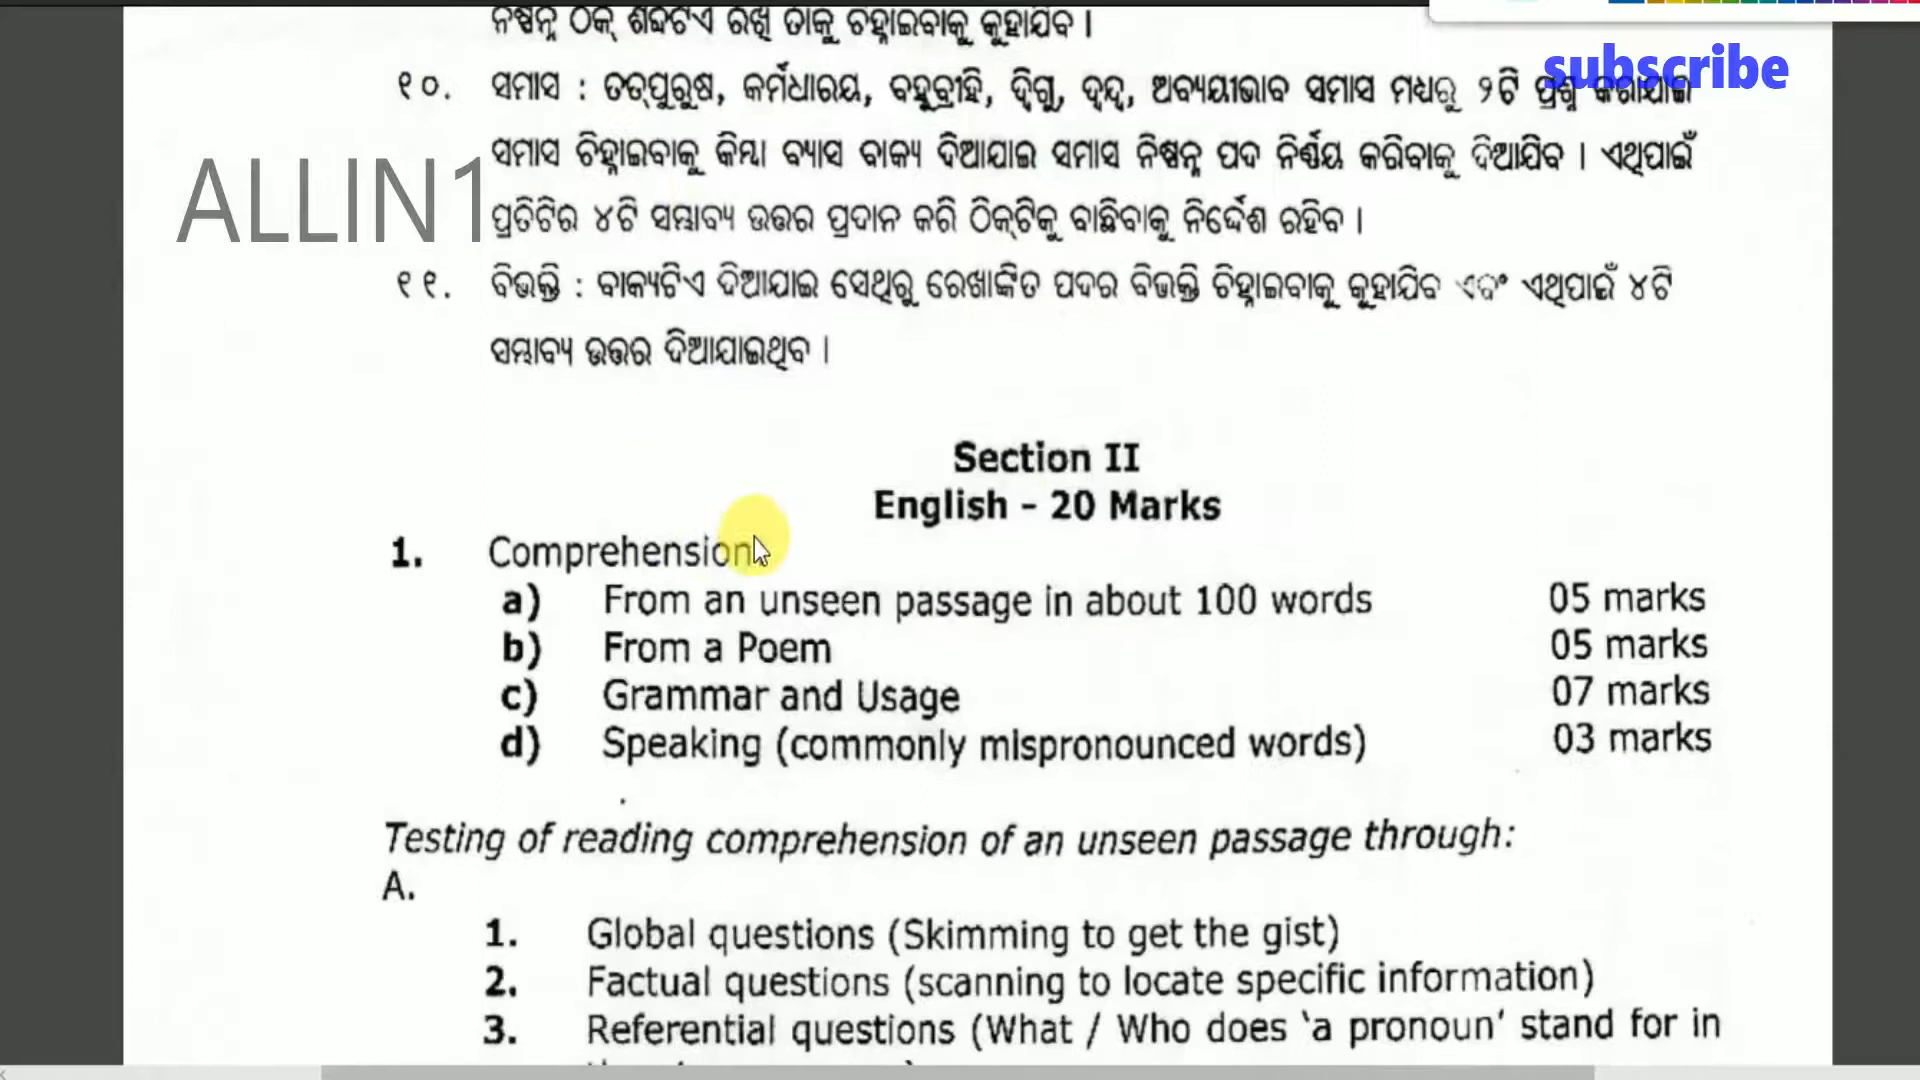 ନିଷ୍ପନ୍ନ ଠିକ୍ ଶବ୍ଦଟିଏ ରଖି ତାକୁ ଚହ୍ନାଇବାକୁ କୁହାଯିବ ।
subscribe
୧୦. ସମାସ : ତତ୍‌ପୁରୁଷ, କର୍ମଧାରୟ, ବହୁବ୍ରୀହି, ଦ୍ଵିଗୁ, ଦ୍ଵନ୍ଦ୍ଵ, ଅବ୍ୟୟୀଭାବ ସମାସ ମଧ୍ୟରୁ ୨ଟି ପ୍ରଶ୍ନ କରାଯାଇ
ସମାସ ଚିହ୍ନାଇବାକୁ କିମ୍ବା ବ୍ୟାସ ବାକ୍ୟ ଦିଆଯାଇ ସମାସ ନିଷ୍ପନ୍ନ ପଦ ନିର୍ଣ୍ଣୟ କରିବାକୁ ଦିଆଯିବ । ଏଥିପାଇଁ
ALLIN1
ପ୍ରତିଟିର ୪ଟି ସମ୍ଭାବ୍ୟ ଉତ୍ତର ପ୍ରଦାନ କରି ଠିକ୍‌ଟିକୁ ବାଛିବାକୁ ନିର୍ଦ୍ଦେଶ ରହିବ ।
୧୧. ବିଭକ୍ତି : ବାକ୍ୟଟିଏ ଦିଆଯାଇ ସେଥିରୁ ରେଖାଙ୍କିତ ପଦର ବିଭକ୍ତି ଚିହ୍ନାଇବାକୁ କୁହାଯିବ ଏବଂ ଏଥିପାଇଁ ୪ଟି
ସମ୍ଭାବ୍ୟ ଉତ୍ତର ଦିଆଯାଇଥିବ ।
Section II
English - 20 Marks
1. Comprehension
a) From an unseen passage in about 100 words 05 marks
b) From a Poem 05 marks
c) Grammar and Usage 07 marks
d) Speaking (commonly mispronounced words) 03 marks
Testing of reading comprehension of an unseen passage through:
A.
1. Global questions (Skimming to get the gist)
2. Factual questions (scanning to locate specific information)
3. Referential questions (What / Who does 'a pronoun' stand for in